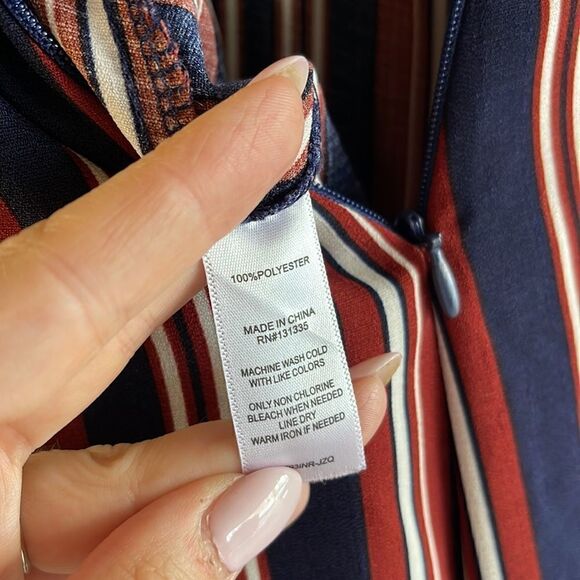 100%POLYESTER
MADE IN CHINA
RN#131335
MACHINE WASH COLD
WITH LIKE COLORS
ONLY NON CHLORINE
BLEACH WHEN NEEDED
LINE DRY
WARM IRON IF NEEDED